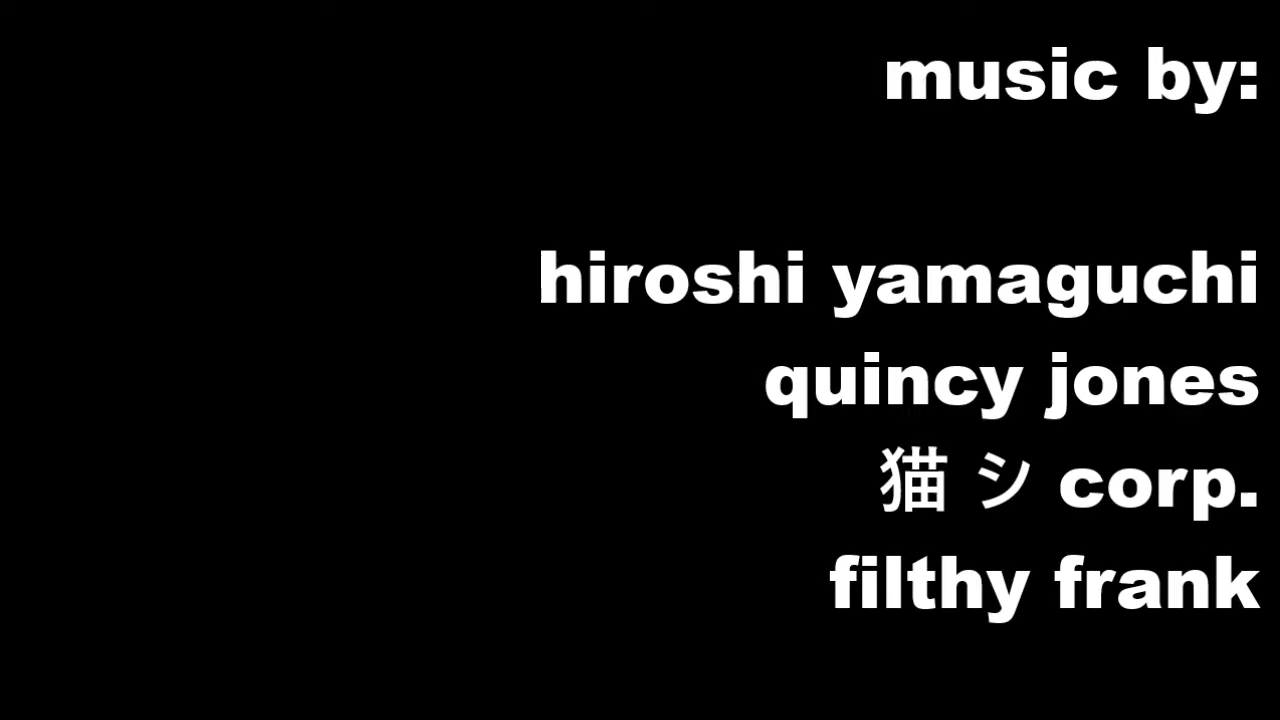 music by:
hiroshi yamaguchi
quincy jones
猫 シ corp.
filthy frank